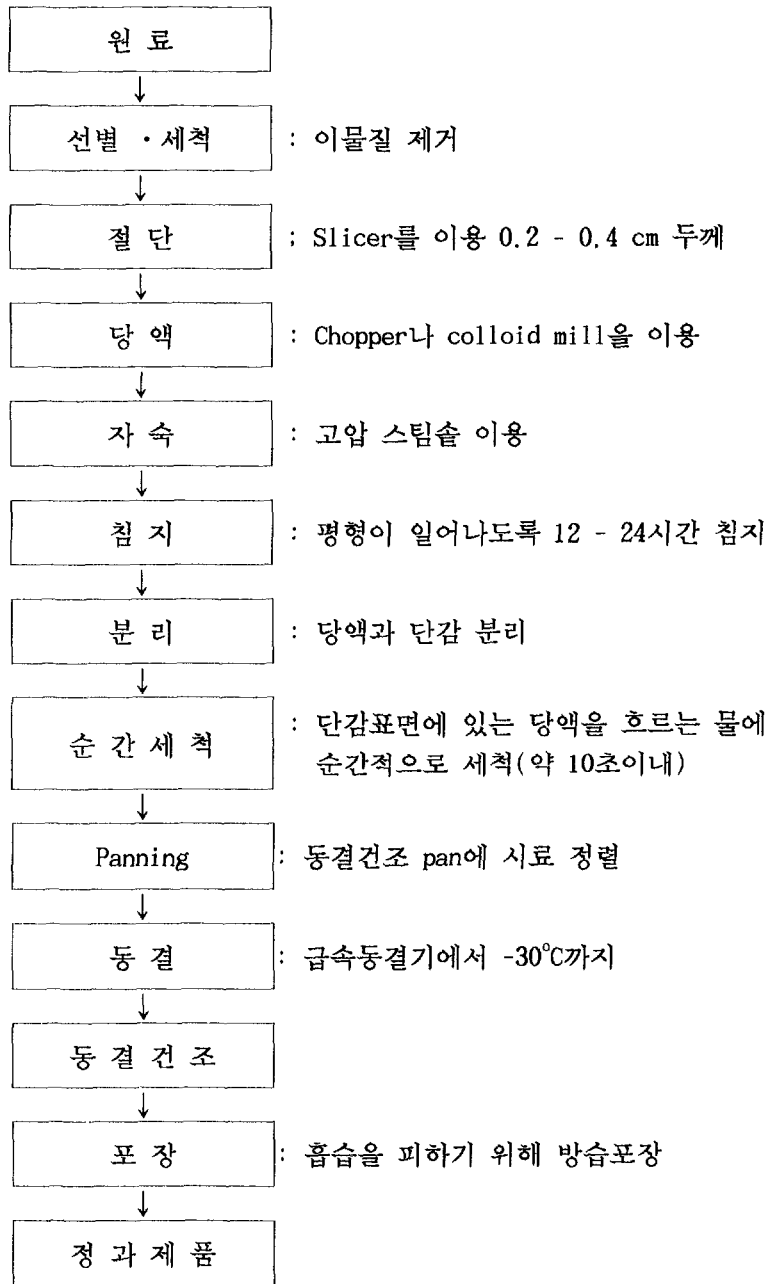 원 료
↓
선별 · 세척 : 이물질 제거
↓
절 단 : Slicer를 이용 0.2 - 0.4 cm 두께
↓
당 액 : Chopper나 colloid mill을 이용
↓
자 숙 : 고압 스팀솥 이용
↓
침 지 : 평형이 일어나도록 12 - 24시간 침지
↓
분 리 : 당액과 단감 분리
↓
순 간 세 척 : 단감표면에 있는 당액을 흐르는 물에
순간적으로 세척(약 10초이내)
↓
Panning : 동결건조 pan에 시료 정렬
↓
동 결 : 급속동결기에서 -30℃까지
↓
동 결 건 조
↓
포 장 : 흡습을 피하기 위해 방습포장
↓
정 과 제 품